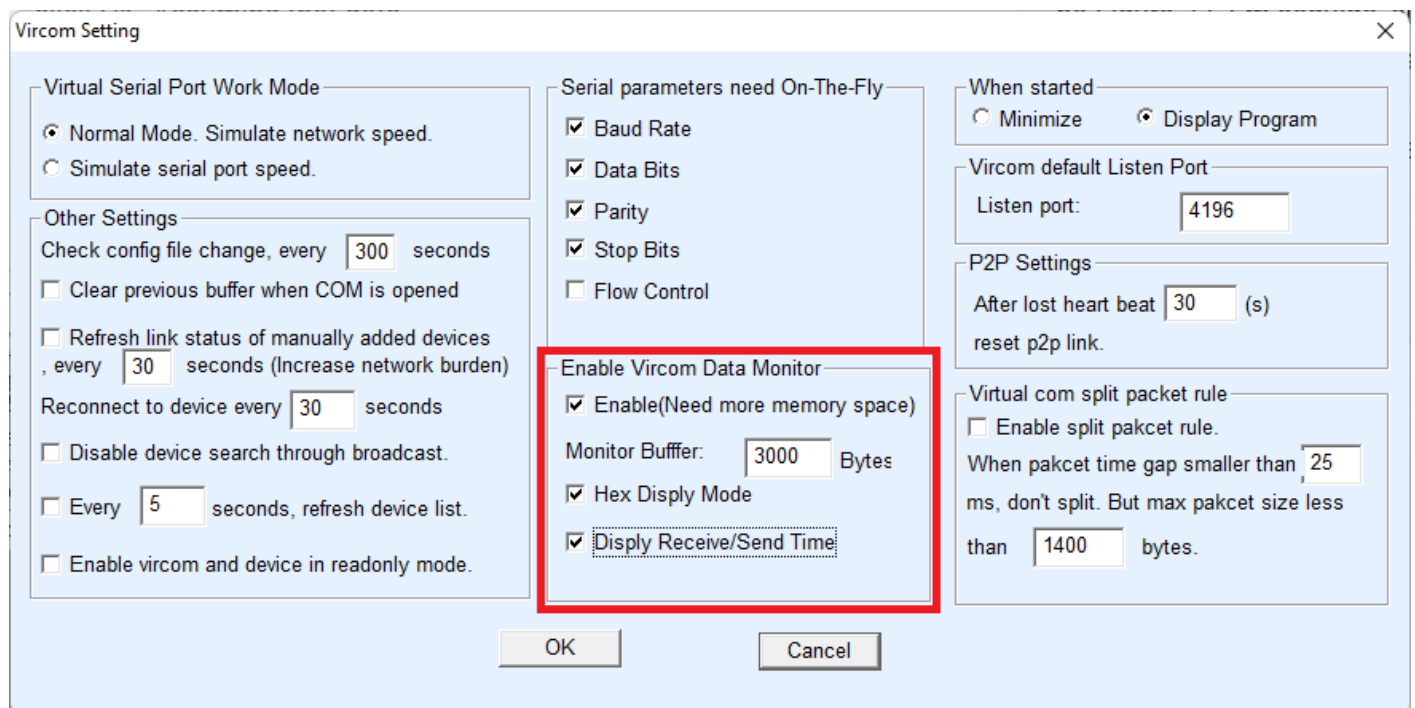 Vircom Setting
Virtual Serial Port Work Mode
Normal Mode. Simulate network speed.
Simulate serial port speed.
Other Settings
Check config file change, every 300 seconds
Clear previous buffer when COM is opened
Refresh link status of manually added devices
, every 30 seconds (Increase network burden)
Reconnect to device every 30 seconds
Disable device search through broadcast.
Every 5 seconds, refresh device list.
Enable vircom and device in readonly mode.
Serial parameters need On-The-Fly
Baud Rate
Data Bits
Parity
Stop Bits
Flow Control
Enable Vircom Data Monitor
Enable(Need more memory space)
Monitor Bufffer: 3000 Bytes
Hex Disply Mode
Disply Receive/Send Time
When started
Minimize Display Program
Vircom default Listen Port
Listen port: 4196
P2P Settings
After lost heart beat 30 (s)
reset p2p link.
Virtual com split packet rule
Enable split pakcet rule.
When pakcet time gap smaller than 25
ms, don't split. But max pakcet size less
than 1400 bytes.
OK Cancel